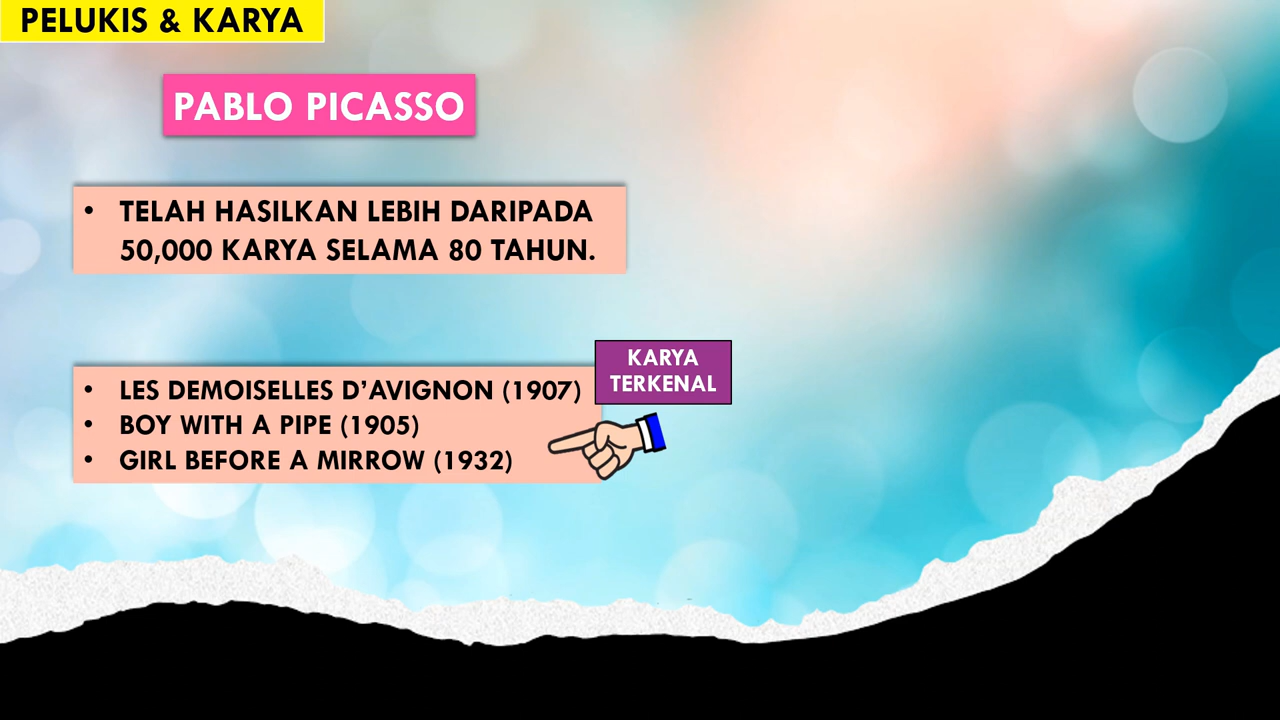 PELUKIS & KARYA
PABLO PICASSO
• TELAH HASILKAN LEBIH DARIPADA
50,000 KARYA SELAMA 80 TAHUN.
KARYA
TERKENAL
• LES DEMOISELLES D’AVIGNON (1907)
• BOY WITH A PIPE (1905)
• GIRL BEFORE A MIRROW (1932)